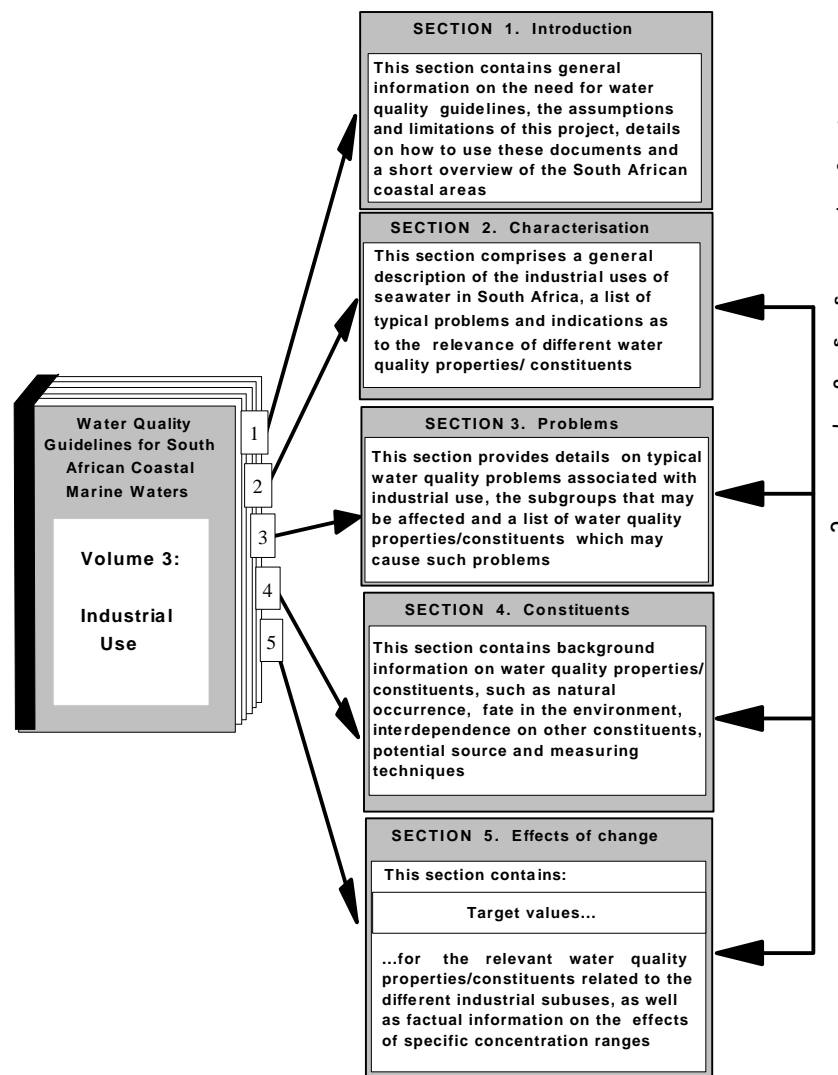 SECTION 1. Introduction
This section contains general
information on the need for water
quality guidelines, the assumptions
and limitations of this project, details
on how to use these documents and
a short overview of the South African
coastal areas
SECTION 2. Characterisation
This section comprises a general
description of the industrial uses of
seawater in South Africa, a list of
typical problems and indications as
to the relevance of different water
quality properties/ constituents
Water Quality
Guidelines for South
African Coastal
Marine Waters
Volume 3:
Industrial
Use
1
2
3
4
5
SECTION 3. Problems
This section provides details on typical
water quality problems associated with
industrial use, the subgroups that may
be affected and a list of water quality
properties/constituents which may
cause such problems
SECTION 4. Constituents
This section contains background
information on water quality properties/
constituents, such as natural
occurrence, fate in the environment,
interdependence on other constituents,
potential source and measuring
techniques
SECTION 5. Effects of change
This section contains:
Target values...
...for the relevant water quality
properties/constituents related to the
different industrial subuses, as well
as factual information on the effects
of specific concentration ranges